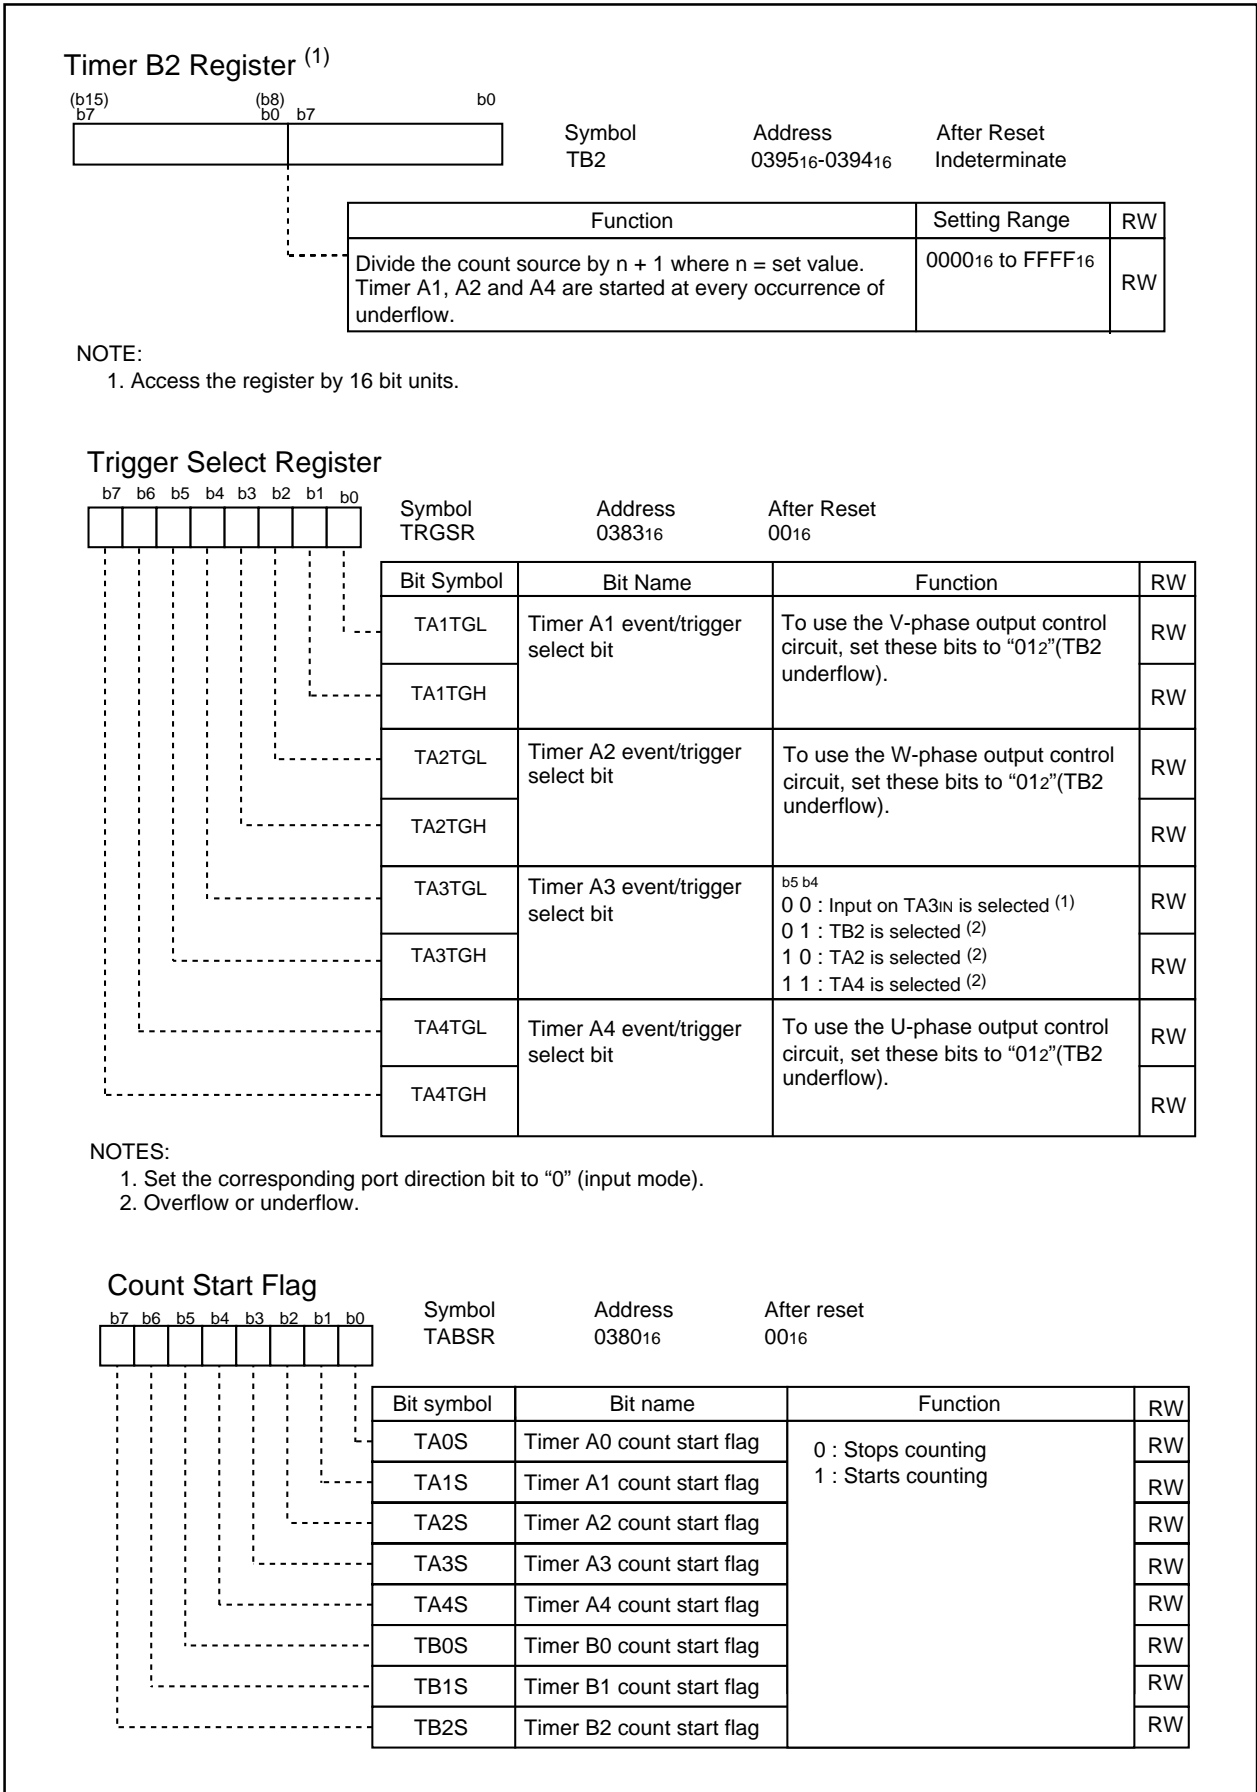 Timer B2 Register (1)
(b15) (b8)
b7 b0 b7 b0
Symbol Address After Reset
TB2 039516-039416 Indeterminate
Function Setting Range RW
Divide the count source by n + 1 where n = set value. 000016 to FFFF16 RW
Timer A1, A2 and A4 are started at every occurrence of
underflow.
NOTE:
1. Access the register by 16 bit units.
Trigger Select Register
b7 b6 b5 b4 b3 b2 b1 b0
Symbol Address After Reset
TRGSR 038316 0016
Bit Symbol Bit Name Function RW
TA1TGL Timer A1 event/trigger To use the V-phase output control RW
select bit circuit, set these bits to “012”(TB2
underflow).
TA1TGH RW
TA2TGL Timer A2 event/trigger To use the W-phase output control RW
select bit circuit, set these bits to “012”(TB2
underflow).
TA2TGH RW
TA3TGL Timer A3 event/trigger b5 b4 RW
select bit 0 0 : Input on TA3IN is selected (1)
0 1 : TB2 is selected (2)
TA3TGH 1 0 : TA2 is selected (2) RW
1 1 : TA4 is selected (2)
TA4TGL Timer A4 event/trigger To use the U-phase output control RW
select bit circuit, set these bits to “012”(TB2
underflow).
TA4TGH RW
NOTES:
1. Set the corresponding port direction bit to “0” (input mode).
2. Overflow or underflow.
Count Start Flag
b7 b6 b5 b4 b3 b2 b1 b0
Symbol Address After reset
TABSR 038016 0016
Bit symbol Bit name Function RW
TA0S Timer A0 count start flag 0 : Stops counting RW
TA1S Timer A1 count start flag 1 : Starts counting RW
TA2S Timer A2 count start flag RW
TA3S Timer A3 count start flag RW
TA4S Timer A4 count start flag RW
TB0S Timer B0 count start flag RW
TB1S Timer B1 count start flag RW
TB2S Timer B2 count start flag RW